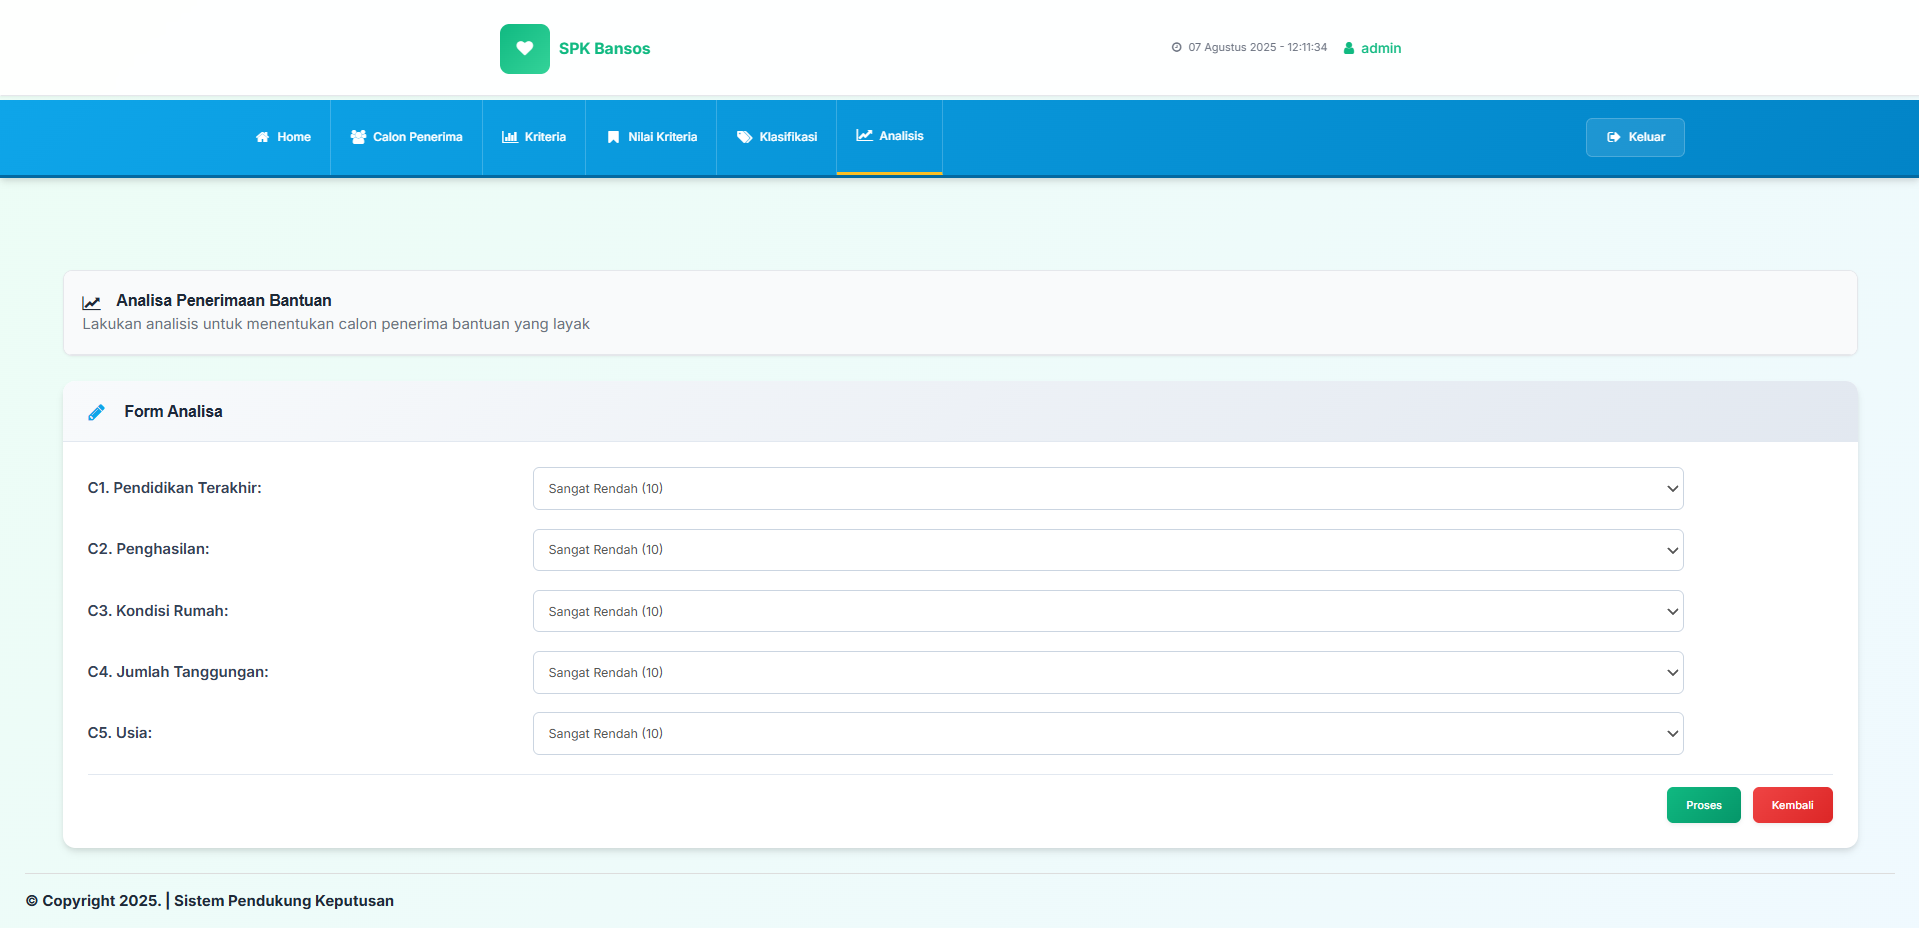 SPK Bansos
07 Agustus 2025 - 12:11:34
admin
Home
Calon Penerima
Kriteria
Nilai Kriteria
Klasifikasi
Analisis
Keluar
Analisa Penerimaan Bantuan
Lakukan analisis untuk menentukan calon penerima bantuan yang layak
Form Analisa
C1. Pendidikan Terakhir:
Sangat Rendah (10)
C2. Penghasilan:
Sangat Rendah (10)
C3. Kondisi Rumah:
Sangat Rendah (10)
C4. Jumlah Tanggungan:
Sangat Rendah (10)
C5. Usia:
Sangat Rendah (10)
Proses
Kembali
© Copyright 2025. | Sistem Pendukung Keputusan